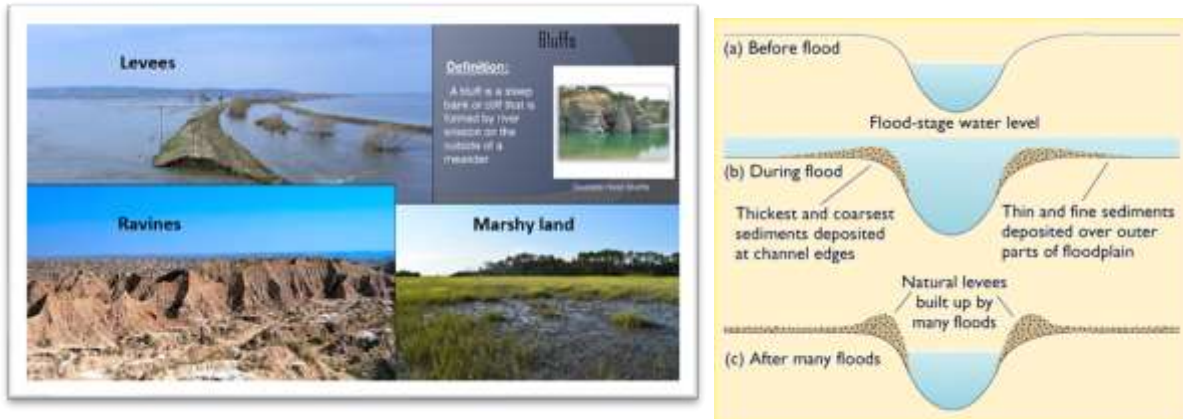 Levees
Bluffs
Definition:
A bluff is a steep
bank or cliff that is
formed by river
erosion on the
outside of a
meander
Ravines
Marshy land
(a) Before flood
Flood-stage water level
(b) During flood
Thickest and coarsest
sediments deposited
at channel edges
Thin and fine sediments
deposited over outer
parts of floodplain
Natural levees
built up by
many floods
(c) After many floods